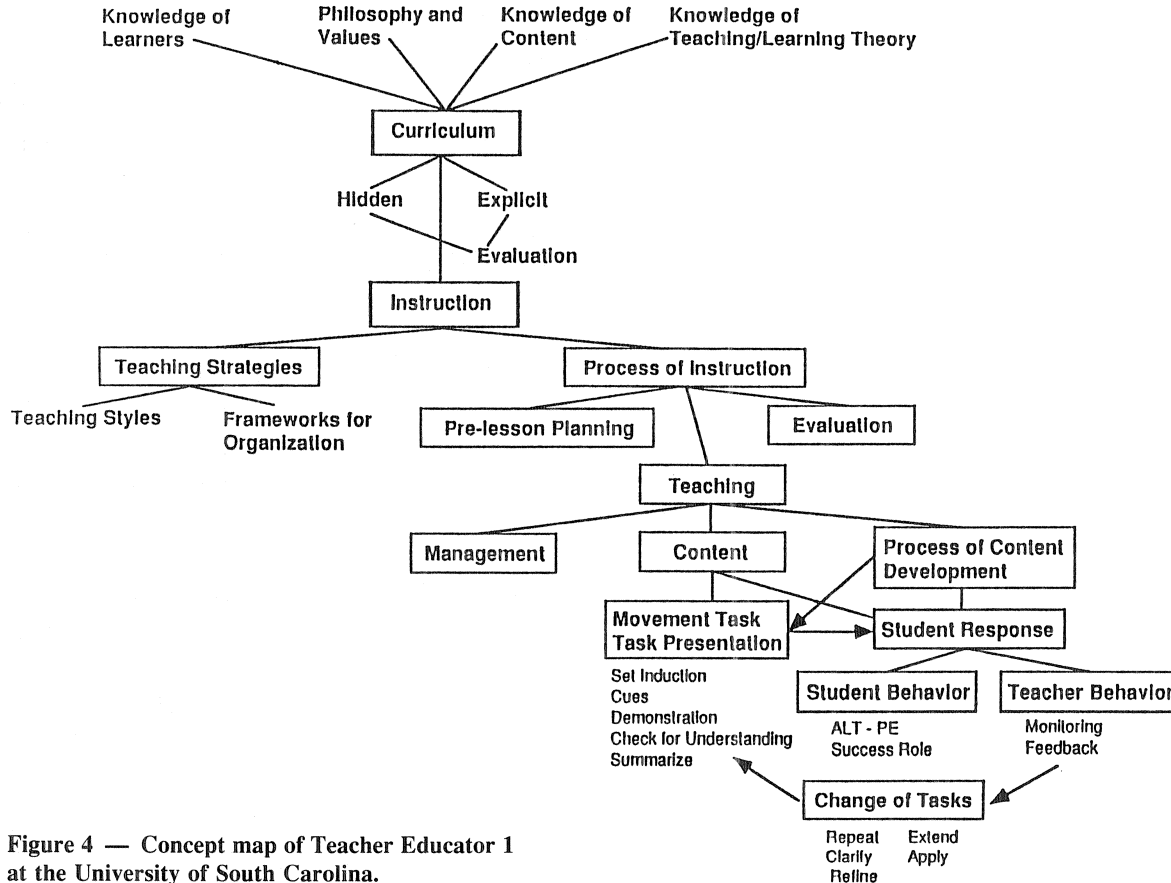 Knowledge of
Learners
Philosophy and
Values
Knowledge of
Content
Knowledge of
Teaching/Learning Theory
Curriculum
Hidden
Explicit
Evaluation
Instruction
Teaching Strategies
Process of Instruction
Teaching Styles
Frameworks for
Organization
Pre-lesson Planning
Evaluation
Teaching
Management
Content
Process of Content
Development
Movement Task
Task Presentation
Student Response
Set Induction
Cues
Demonstration
Check for Understanding
Summarize
Student Behavior
Teacher Behavior
ALT - PE
Success Role
Monitoring
Feedback
Change of Tasks
Repeat
Clarify
Refine
Extend
Apply
Figure 4 — Concept map of Teacher Educator 1
at the University of South Carolina.